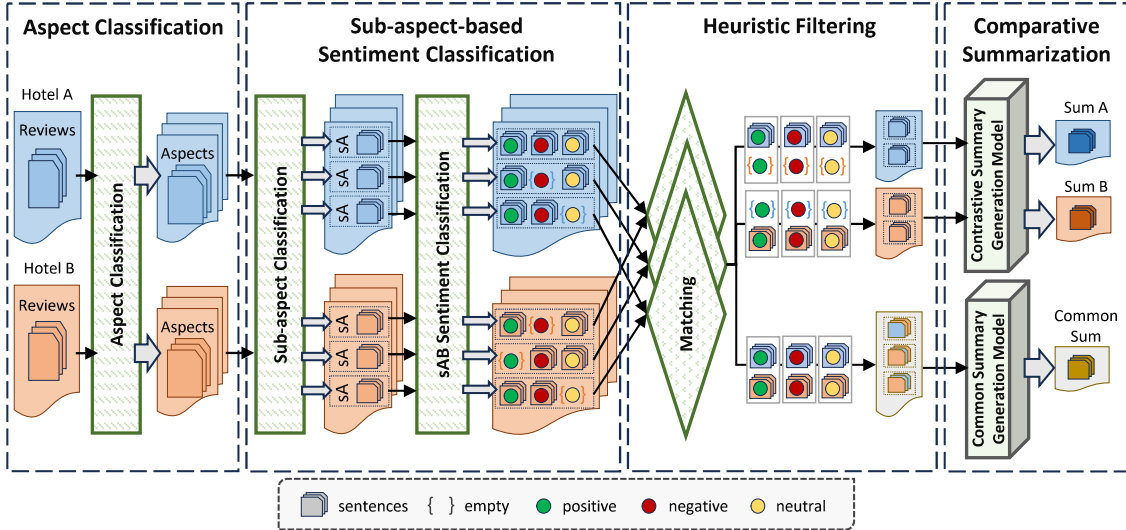 Aspect Classification
Sub-aspect-based
Sentiment Classification
Heuristic Filtering
Comparative
Summarization
Hotel A
Reviews
Aspect Classification
Aspects
Hotel B
Reviews
Aspects
Sub-aspect Classification
sA
sA
sA
sA
sA
sA
sAB Sentiment Classification
{ }
{ }
{ }
{ }
{ }
Matching
{ } { } { }
{ } { } { }
Contrastive Summary
Generation Model
Sum A
Sum B
Common Summary
Generation Model
Common
Sum
sentences { } empty positive negative neutral